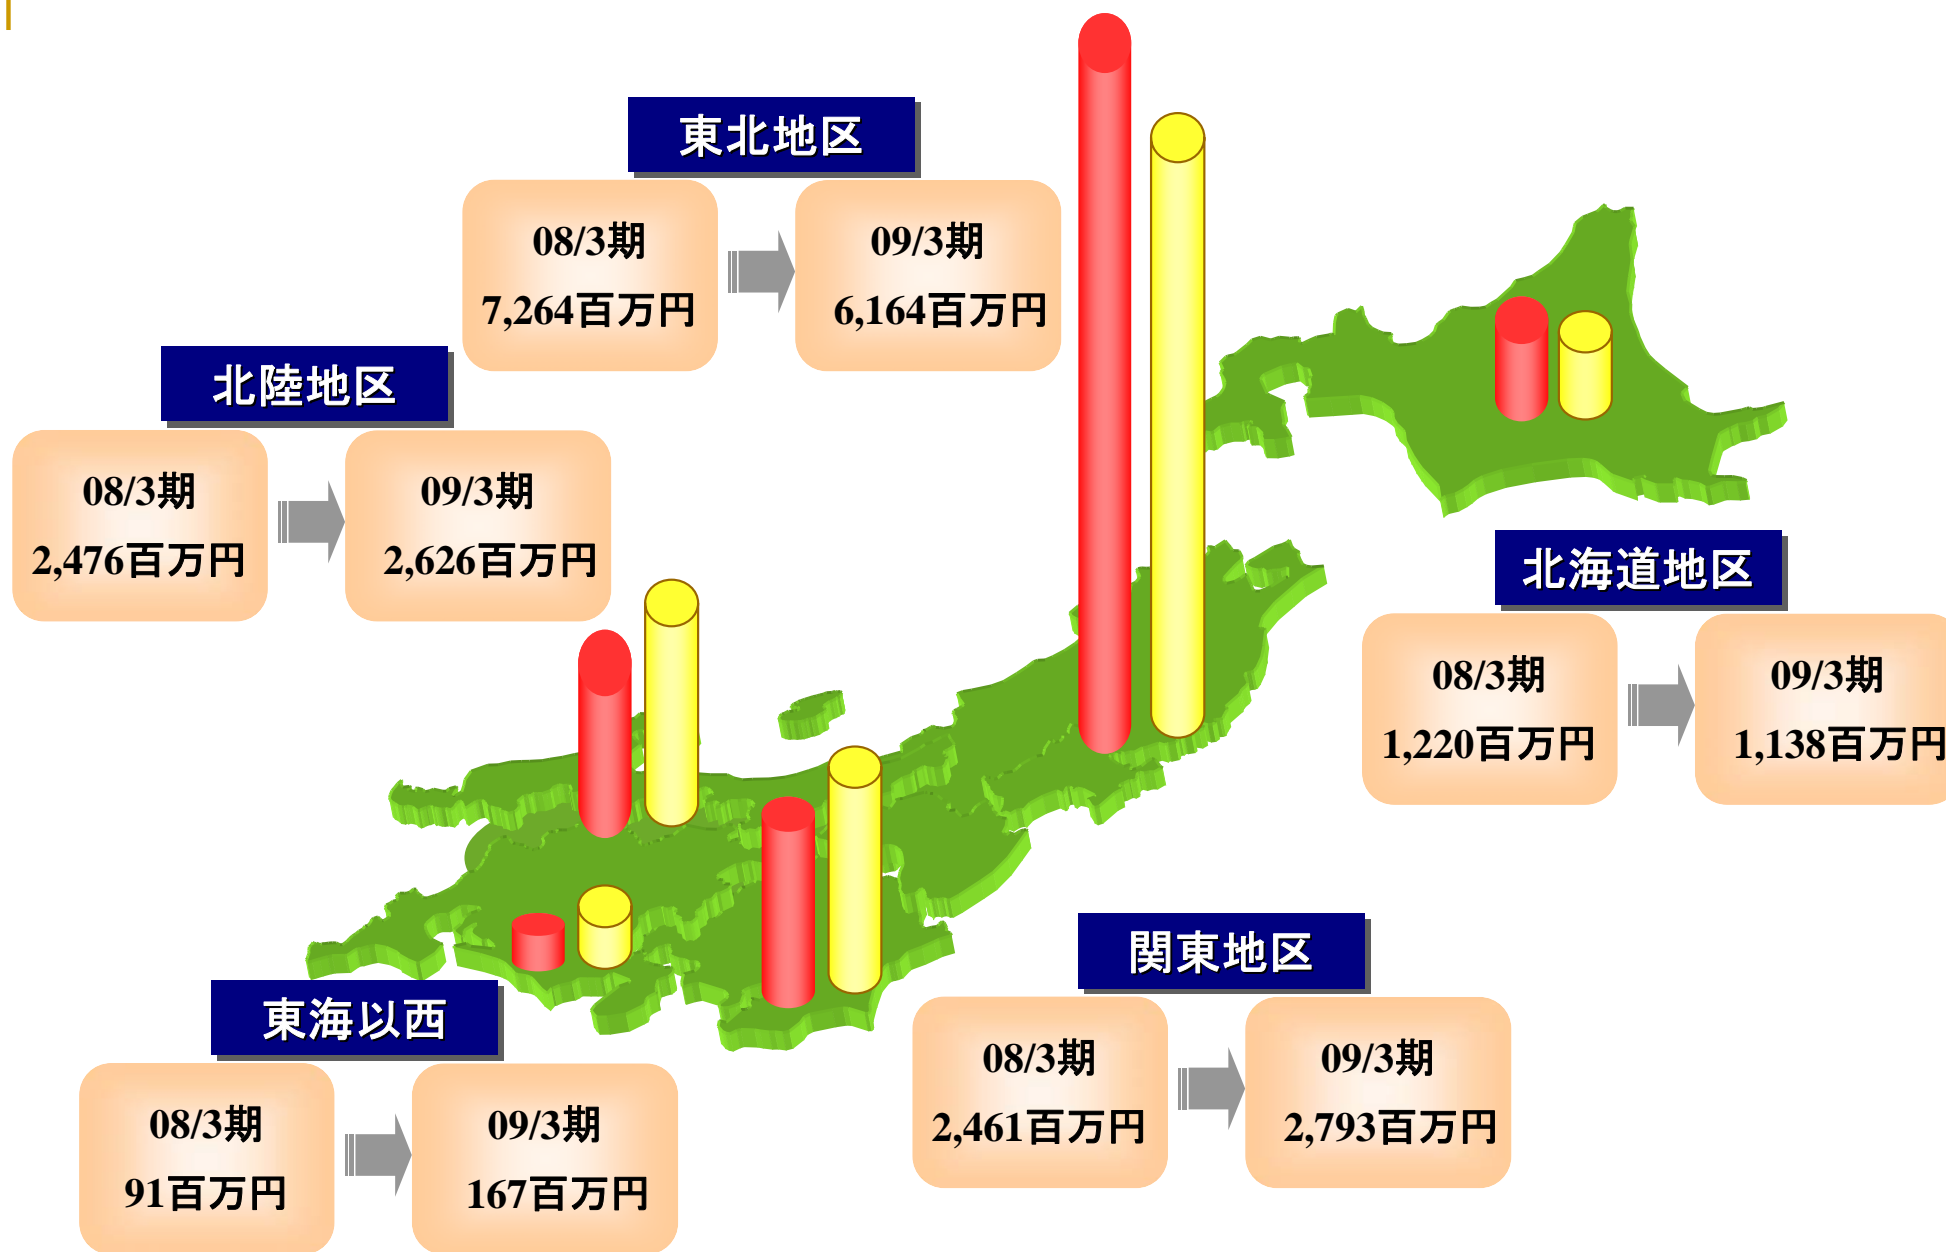 東北地区
08/3期
7,264百万円
09/3期
6,164百万円
北陸地区
08/3期
2,476百万円
09/3期
2,626百万円
北海道地区
08/3期
1,220百万円
09/3期
1,138百万円
関東地区
08/3期
2,461百万円
09/3期
2,793百万円
東海以西
08/3期
91百万円
09/3期
167百万円